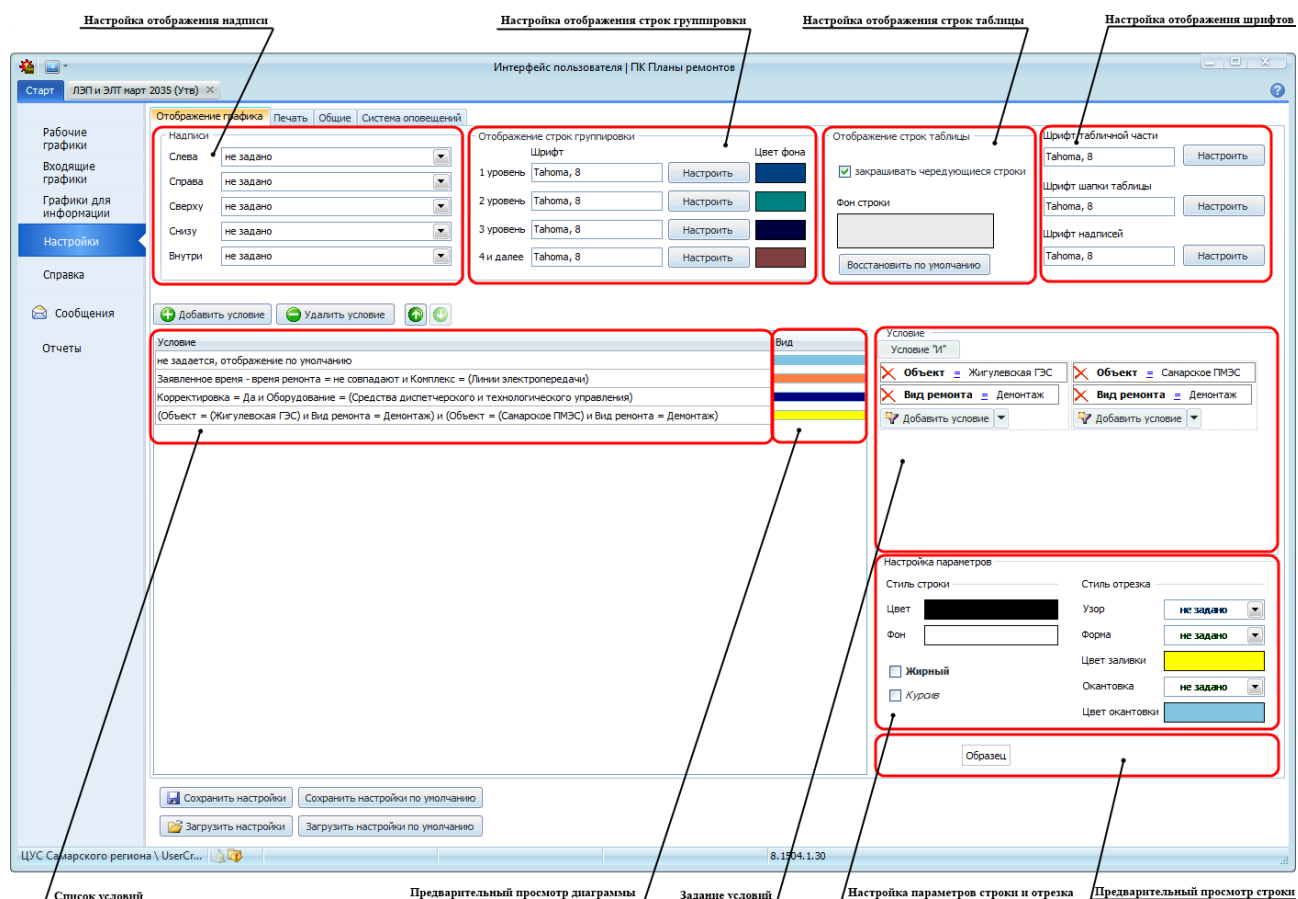 Настройка отображения надписи
Настройка отображения строк группировки
Настройка отображения строк таблицы
Настройка отображения шрифтов
Интерфейс пользователя | ПК Планы ремонтов
Старт
ЛЭП и ЭЛТ март 2035 (Утв)
Рабочие графики
Входящие графики
Графики для информации
Настройки
Справка
Сообщения
Отчеты
Отображение графика
Печать
Общие
Система оповещений
Надписи
Слева не задано
Справа не задано
Сверху не задано
Снизу не задано
Внутри не задано
Отображение строк группировки
Шрифт Цвет фона
1 уровень Tahoma, 8 Настроить
2 уровень Tahoma, 8 Настроить
3 уровень Tahoma, 8 Настроить
4 и далее Tahoma, 8 Настроить
Отображение строк таблицы
закрашивать чередующиеся строки
Фон строки
Восстановить по умолчанию
Шрифт табличной части
Tahoma, 8 Настроить
Шрифт шапки таблицы
Tahoma, 8 Настроить
Шрифт надписей
Tahoma, 8 Настроить
Добавить условие
Удалить условие
Условие Вид
не задается, отображение по умолчанию
Заявленное время - время ремонта = не совпадают и Комплекс = (Линии электропередачи)
Корректировка = Да и Оборудование = (Средства диспетчерского и технологического управления)
(Объект = (Жигулевская ГЭС) и Вид ремонта = Демонтаж) и (Объект = (Самарское ПМЭС) и Вид ремонта = Демонтаж)
Условие
Условие "И"
Объект = Жигулевская ГЭС
Объект = Самарское ПМЭС
Вид ремонта = Демонтаж
Вид ремонта = Демонтаж
Добавить условие
Добавить условие
Настройка параметров
Стиль строки
Стиль отрезка
Цвет
Узор не задано
Фон
Форма не задано
Цвет заливки
Жирный
Окантовка не задано
Курсив
Цвет окантовки
Образец
Сохранить настройки
Сохранить настройки по умолчанию
Загрузить настройки
Загрузить настройки по умолчанию
ЦУС Самарского региона \ UserCr...
8.1504.1.30
Список условий
Предварительный просмотр диаграммы
Задание условий
Настройка параметров строки и отрезка
Предварительный просмотр строки